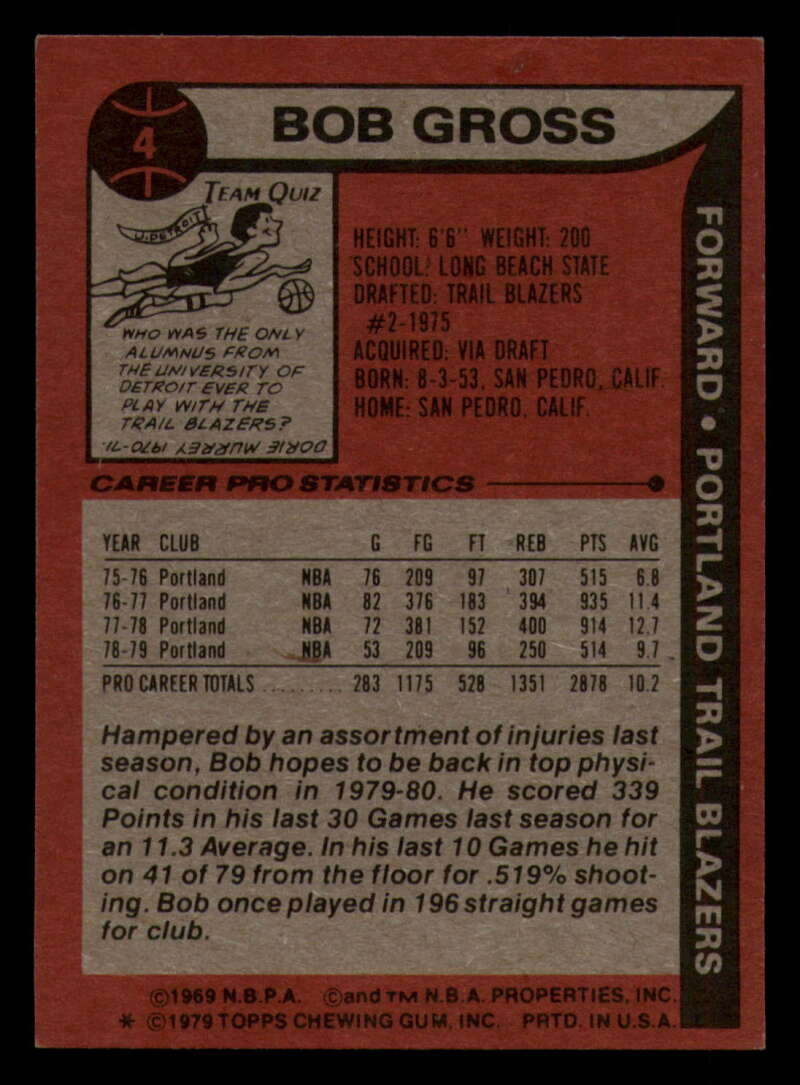 4
BOB GROSS
TEAM QUIZ
U. DETROIT
WHO WAS THE ONLY
ALUMNUS FROM
THE UNIVERSITY OF
DETROIT EVER TO
PLAY WITH THE
TRAIL BLAZERS?
DORIE MURREY 1970-71.
HEIGHT: 6'6" WEIGHT: 200
SCHOOL: LONG BEACH STATE
DRAFTED: TRAIL BLAZERS
#2-1975
ACQUIRED: VIA DRAFT
BORN: 8-3-53, SAN PEDRO, CALIF.
HOME: SAN PEDRO, CALIF.
FORWARD • PORTLAND TRAIL BLAZERS
CAREER PRO STATISTICS
YEAR CLUB G FG FT REB PTS AVG
75-76 Portland NBA 76 209 97 307 515 6.8
76-77 Portland NBA 82 376 183 394 935 11.4
77-78 Portland NBA 72 381 152 400 914 12.7
78-79 Portland NBA 53 209 96 250 514 9.7
PRO CAREER TOTALS ......... 283 1175 528 1351 2878 10.2
Hampered by an assortment of injuries last
season, Bob hopes to be back in top physi-
cal condition in 1979-80. He scored 339
Points in his last 30 Games last season for
an 11.3 Average. In his last 10 Games he hit
on 41 of 79 from the floor for .519% shoot-
ing. Bob once played in 196 straight games
for club.
©1969 N.B.P.A. ©and TM N.B.A. PROPERTIES, INC.
* ©1979 TOPPS CHEWING GUM, INC. PRTD. IN U.S.A.